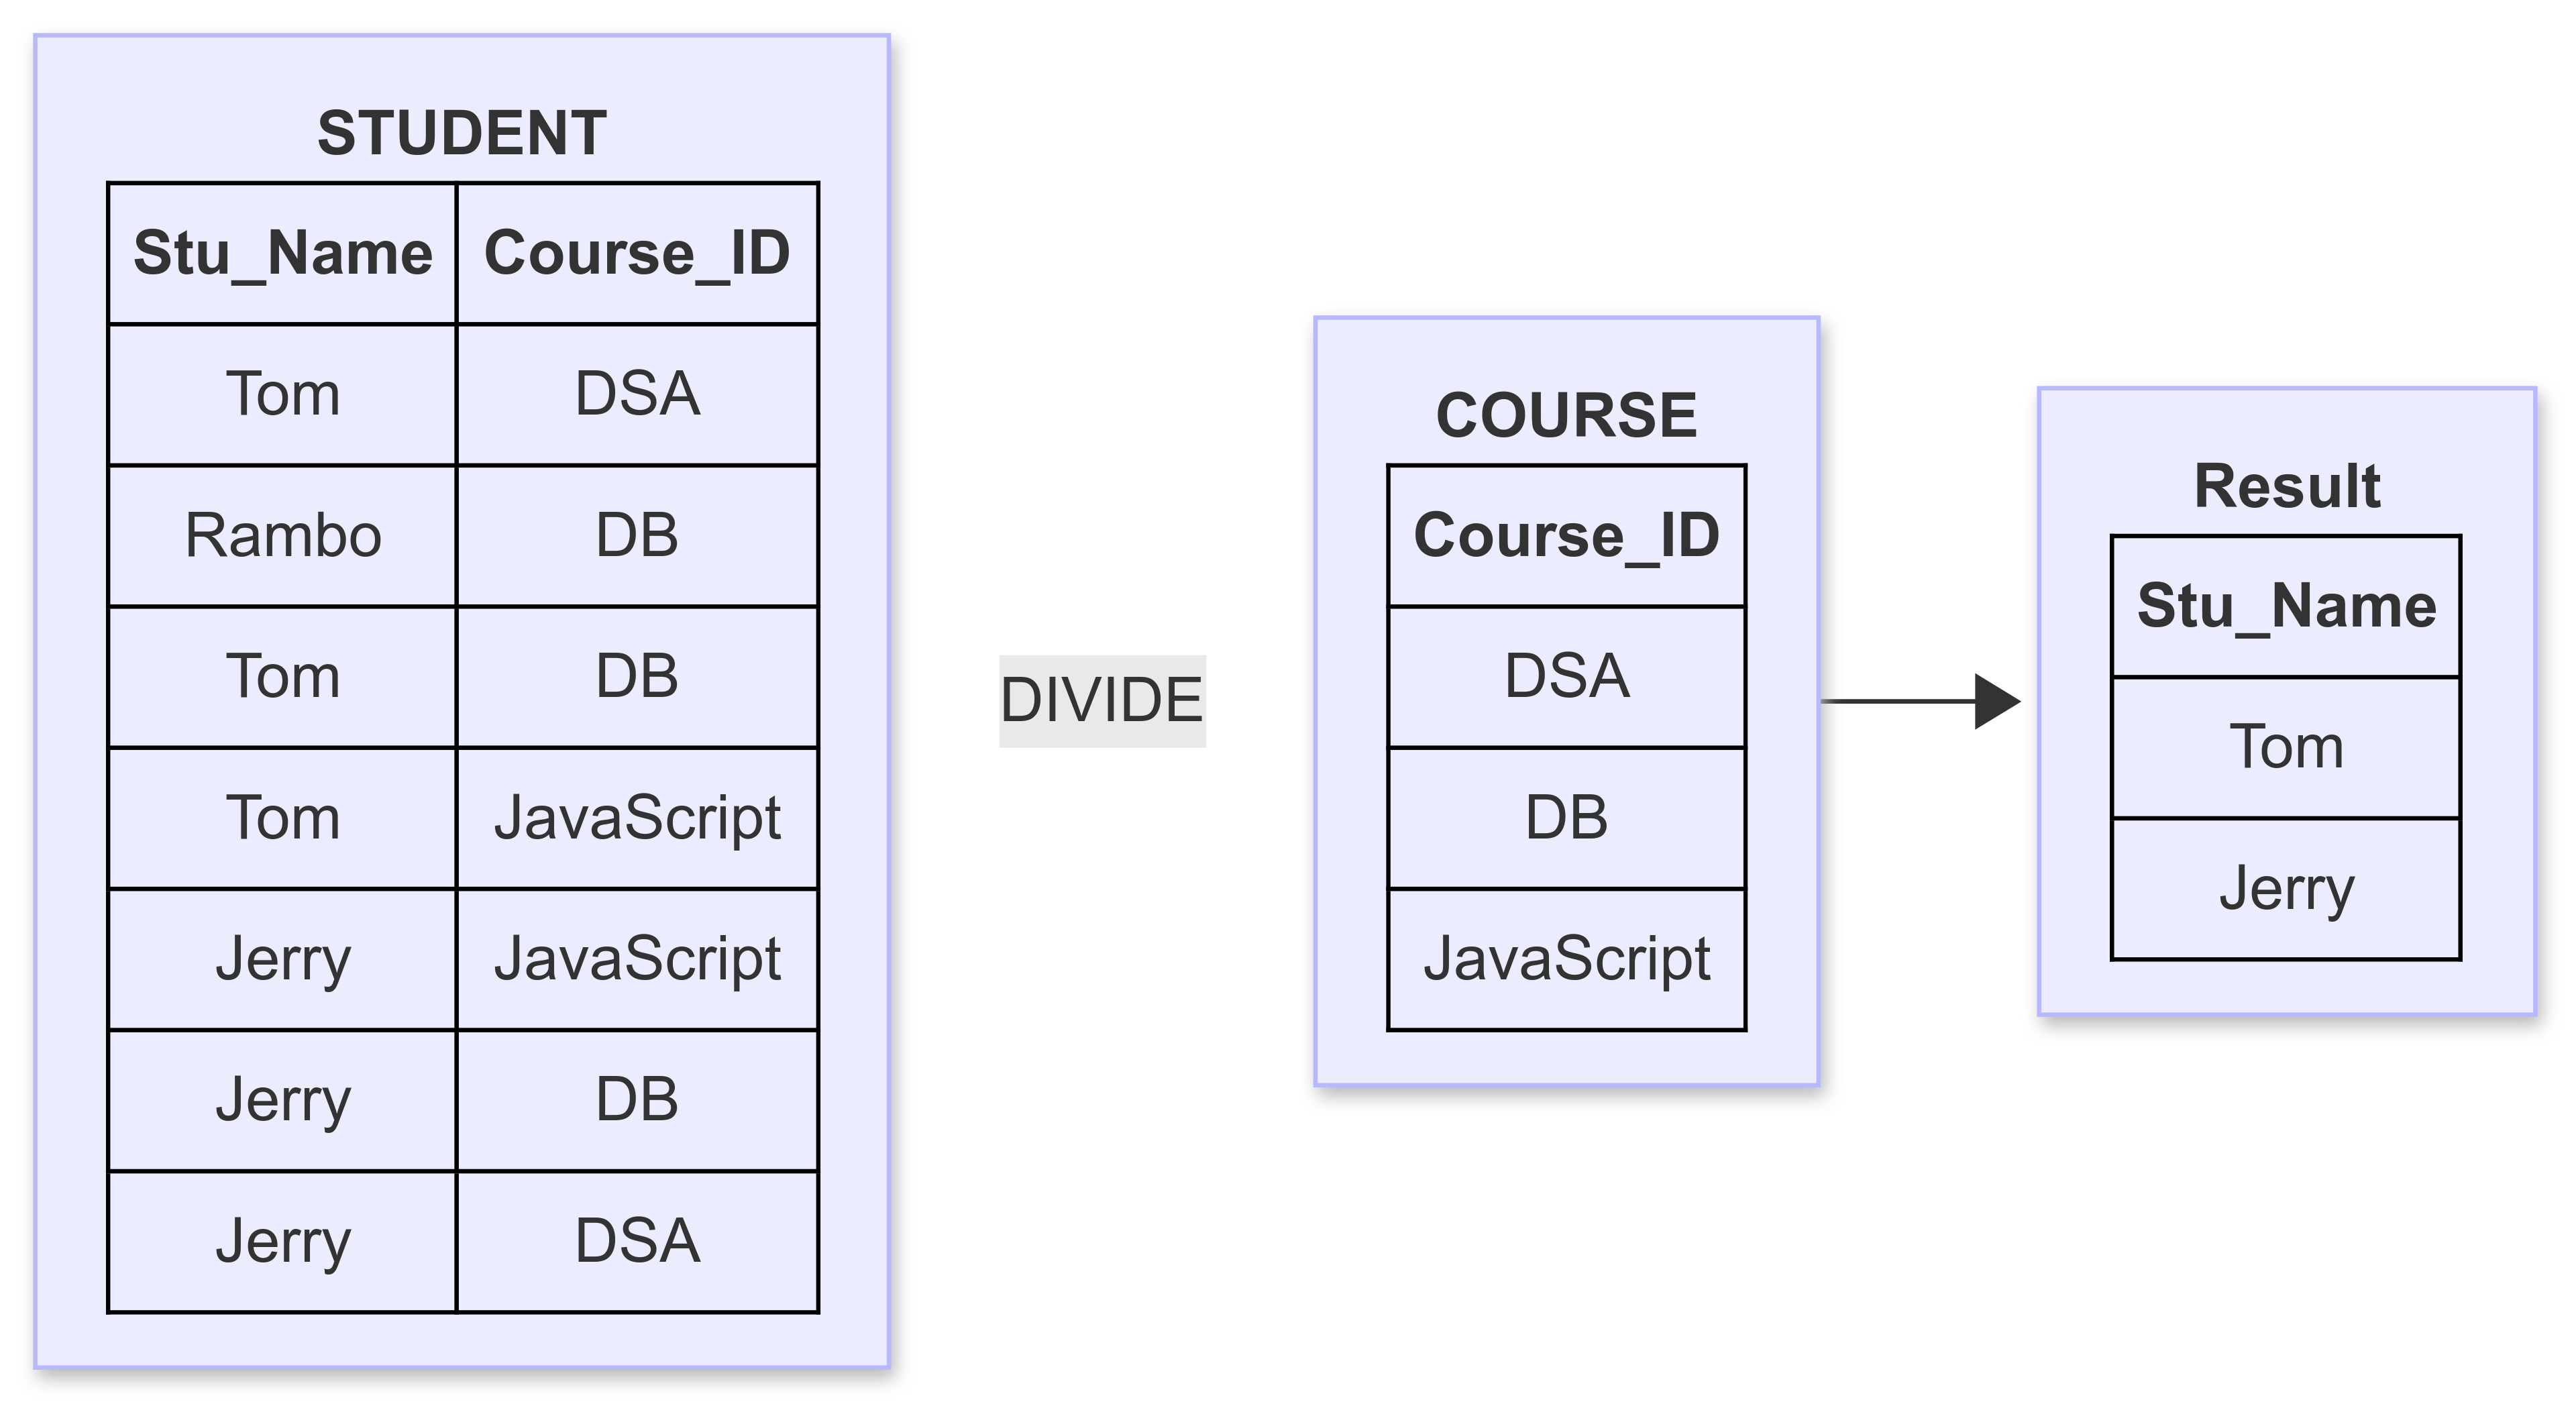 STUDENT
Stu_Name Course_ID
Tom DSA
Rambo DB
Tom DB
Tom JavaScript
Jerry JavaScript
Jerry DB
Jerry DSA
DIVIDE
COURSE
Course_ID
DSA
DB
JavaScript
Result
Stu_Name
Tom
Jerry